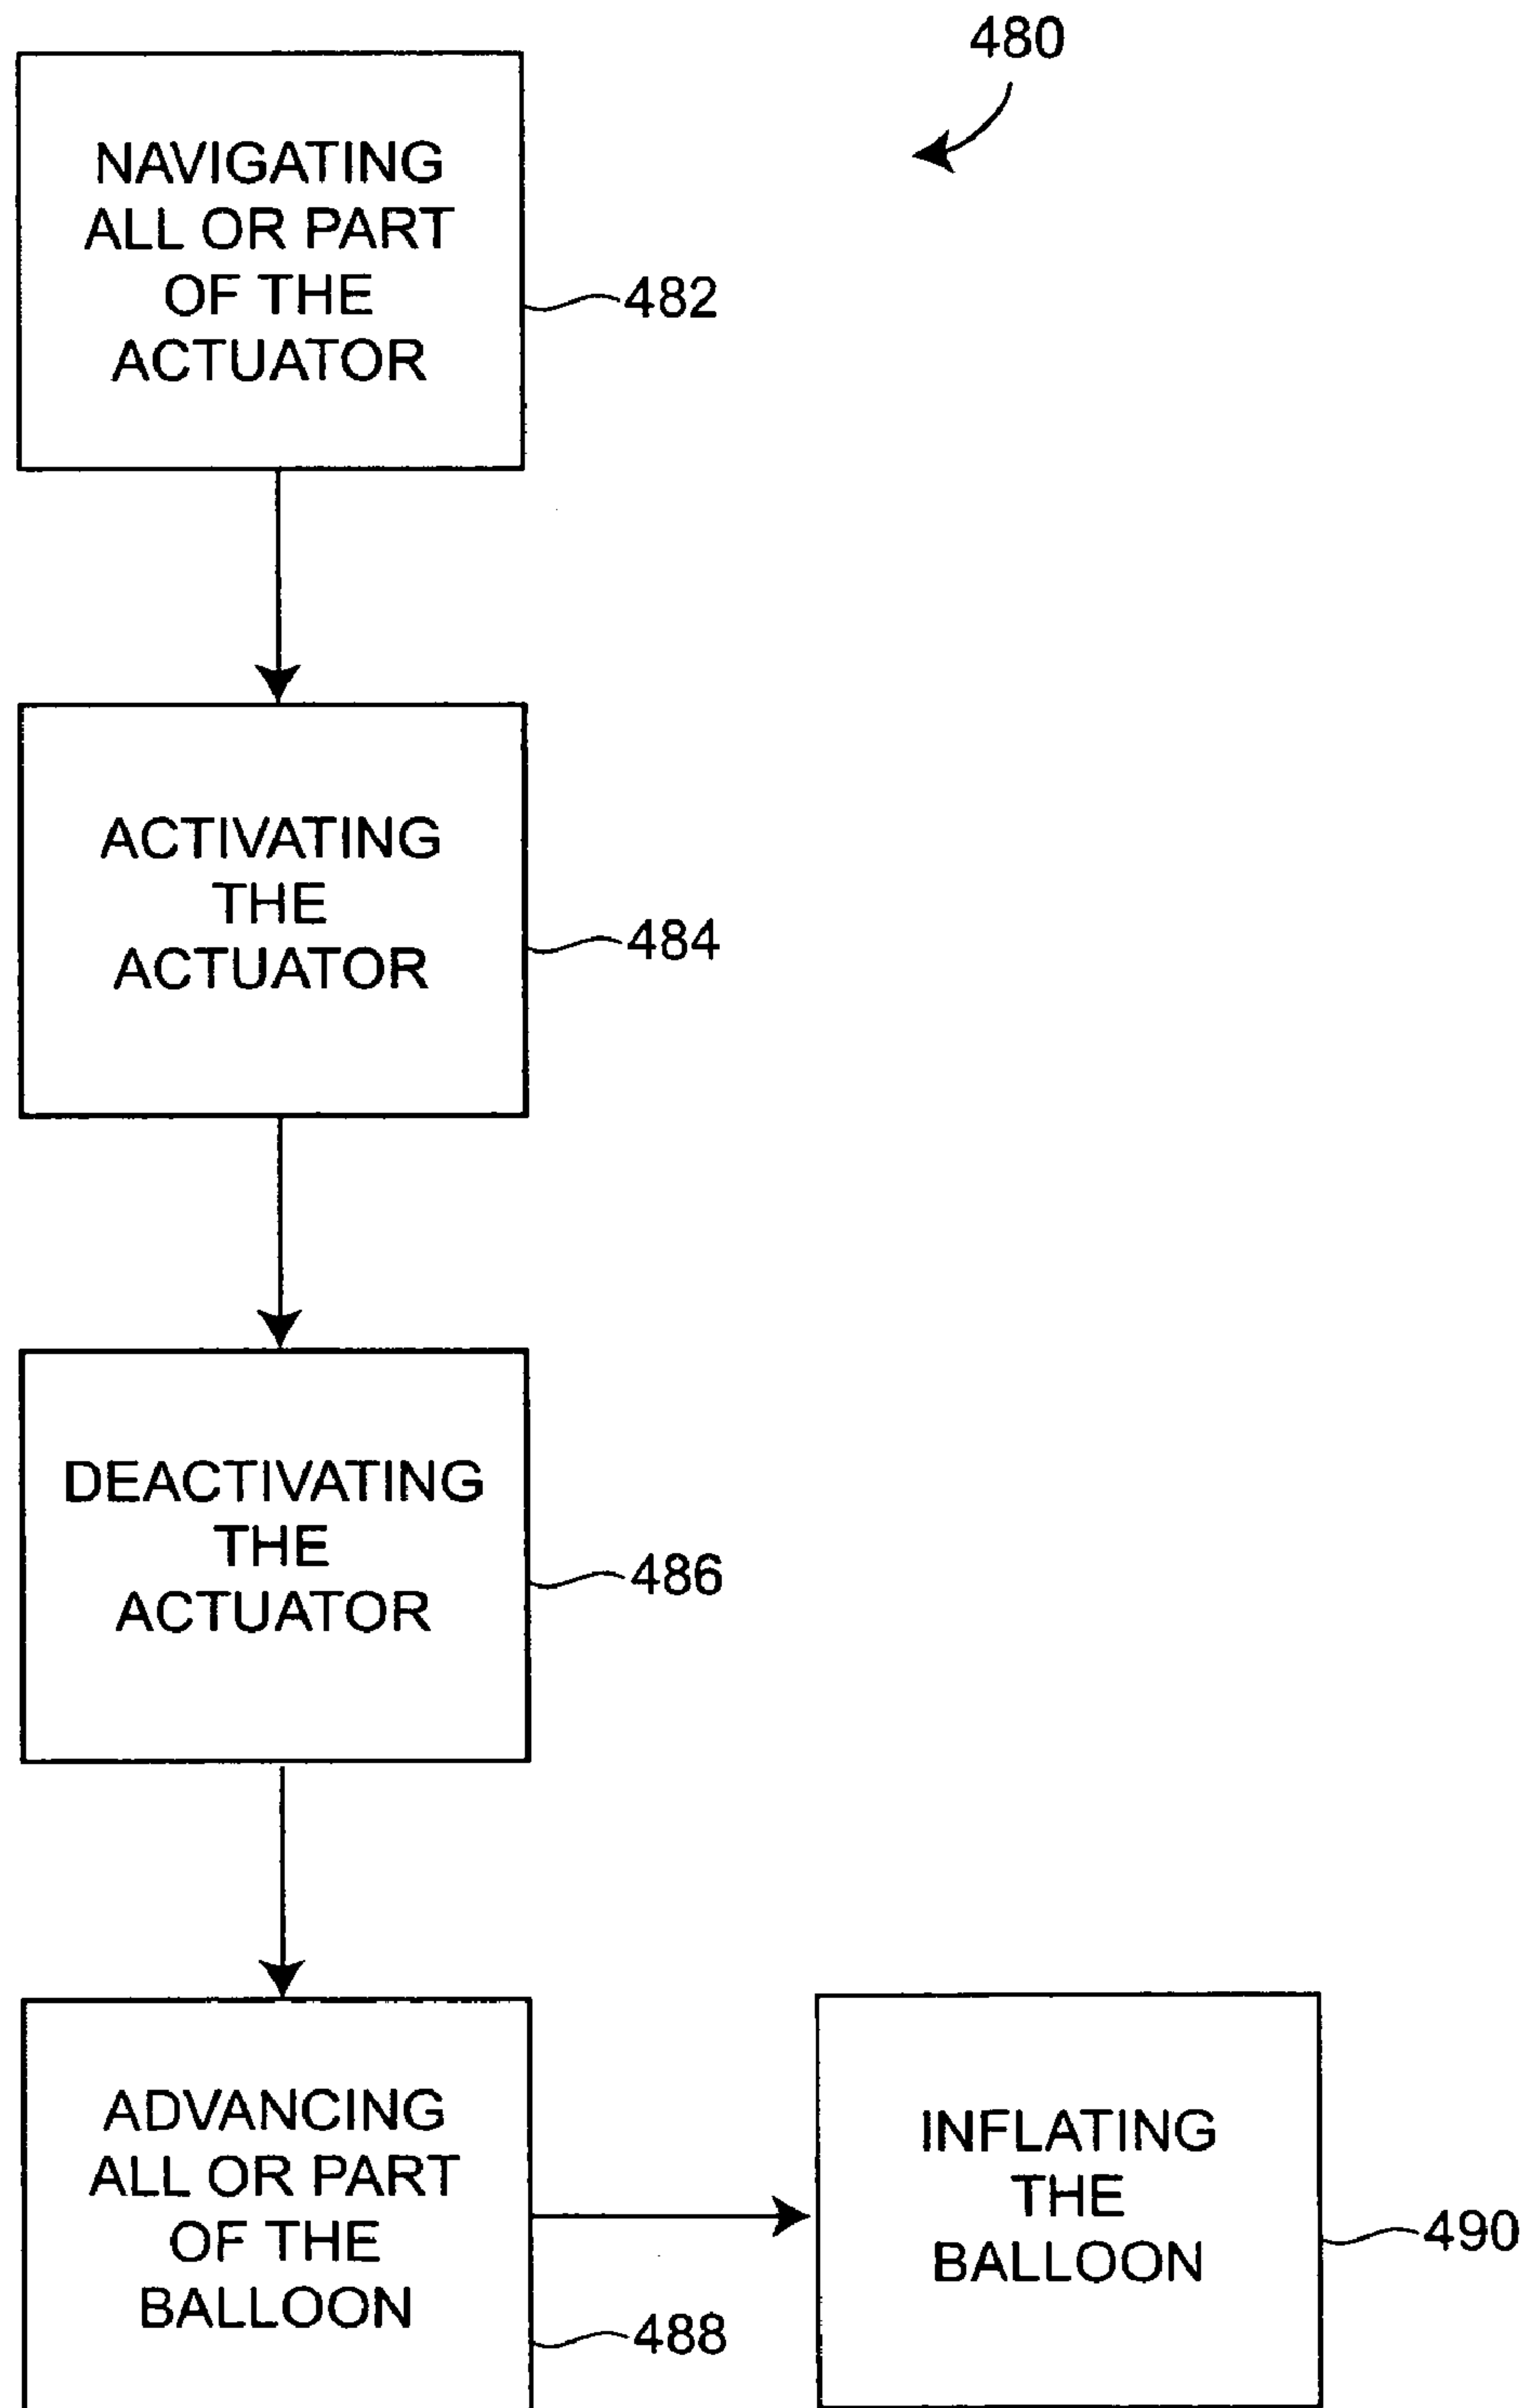 480
NAVIGATING
ALL OR PART
OF THE
ACTUATOR
482
ACTIVATING
THE
ACTUATOR
484
DEACTIVATING
THE
ACTUATOR
486
ADVANCING
ALL OR PART
OF THE
BALLOON
488
INFLATING
THE
BALLOON
490